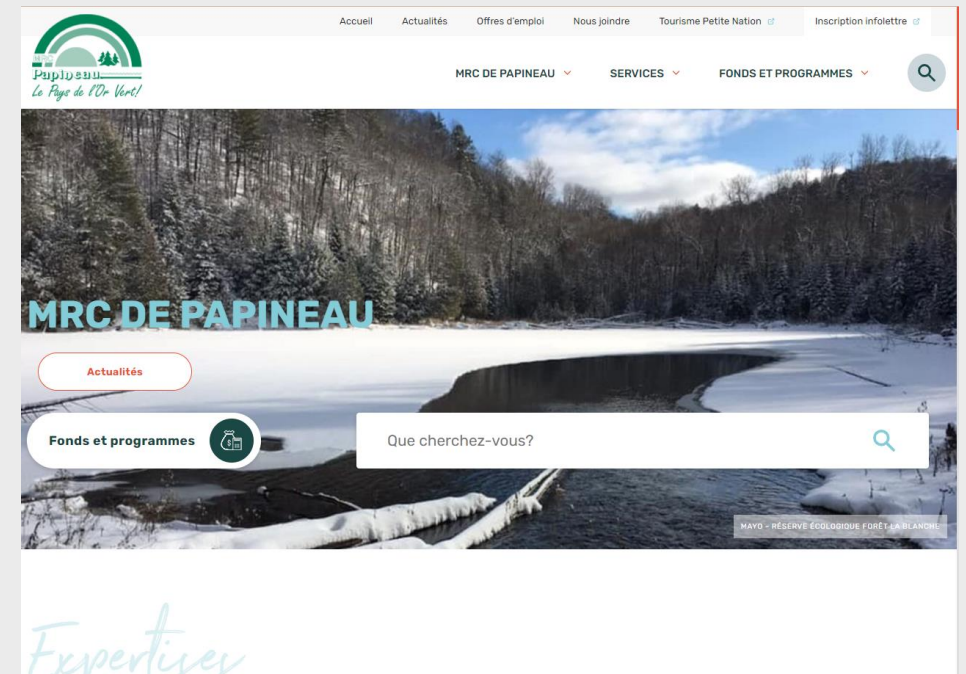 Accueil Actualités Offres d'emploi Nous joindre Tourisme Petite Nation Inscription infolettre
MRC
Papineau
Le Pays de l'Or Vert!
MRC DE PAPINEAU SERVICES FONDS ET PROGRAMMES
MRC DE PAPINEAU
Actualités
Fonds et programmes
Que cherchez-vous?
MAYO - RÉSERVE ÉCOLOGIQUE FORÊT LA BLANCHE
Expertises